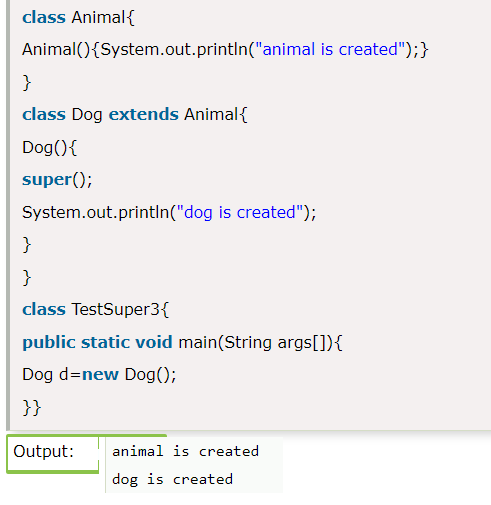 class Animal{
Animal(){System.out.println("animal is created");}
}
class Dog extends Animal{
Dog(){
super();
System.out.println("dog is created");
}
}
class TestSuper3{
public static void main(String args[]){
Dog d=new Dog();
}}
Output:
animal is created
dog is created